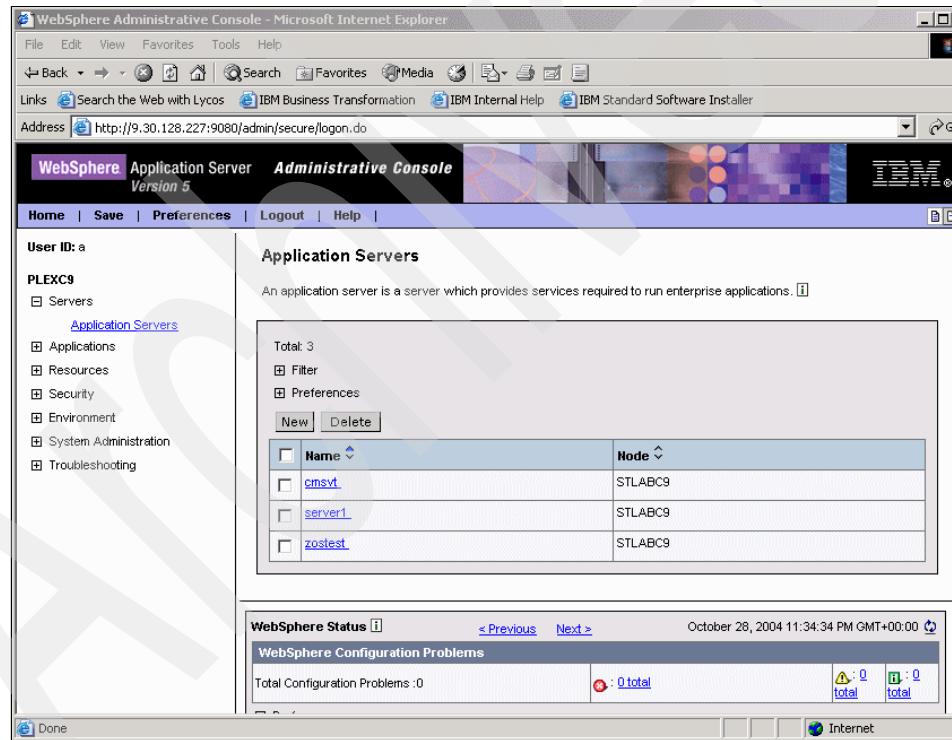 WebSphere Administrative Console - Microsoft Internet Explorer
File Edit View Favorites Tools Help
Back Search Favorites Media
Links Search the Web with Lycos IBM Business Transformation IBM Internal Help IBM Standard Software Installer
Address http://9.30.128.227:9080/admin/secure/logon.do
WebSphere Application Server Administrative Console
Version 5
IBM
Home | Save | Preferences | Logout | Help |
User ID: a
PLEXC9
Servers
Application Servers
Applications
Resources
Security
Environment
System Administration
Troubleshooting
Application Servers
An application server is a server which provides services required to run enterprise applications.
Total: 3
Filter
Preferences
New Delete
Name Node
cmsvt STLABC9
server1 STLABC9
zostest STLABC9
WebSphere Status < Previous Next > October 28, 2004 11:34:34 PM GMT+00:00
WebSphere Configuration Problems
Total Configuration Problems :0 : 0 total : 0 total : 0 total
Done Internet